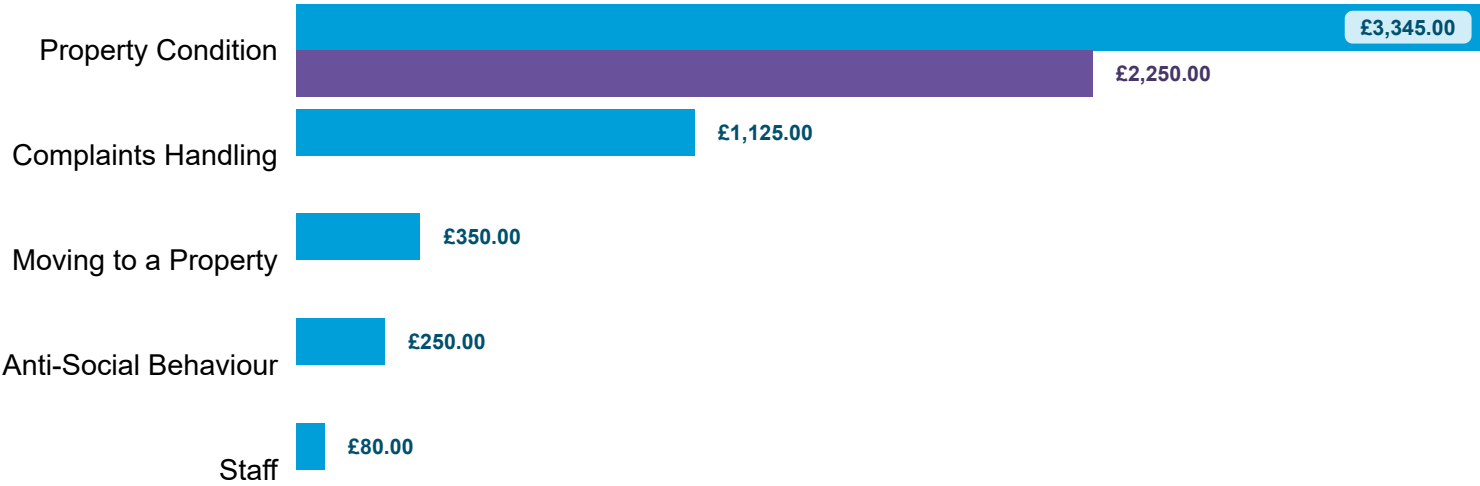 Property Condition
£3,345.00
£2,250.00
Complaints Handling
£1,125.00
Moving to a Property
£350.00
Anti-Social Behaviour
£250.00
Staff
£80.00